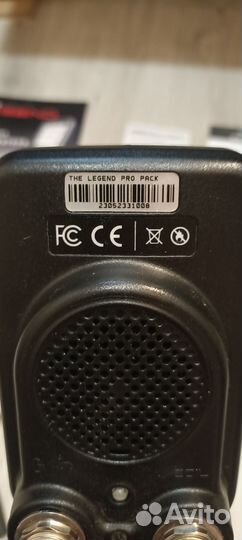 THE LEGEND PRO PACK
23052331008
FC CE
Avito